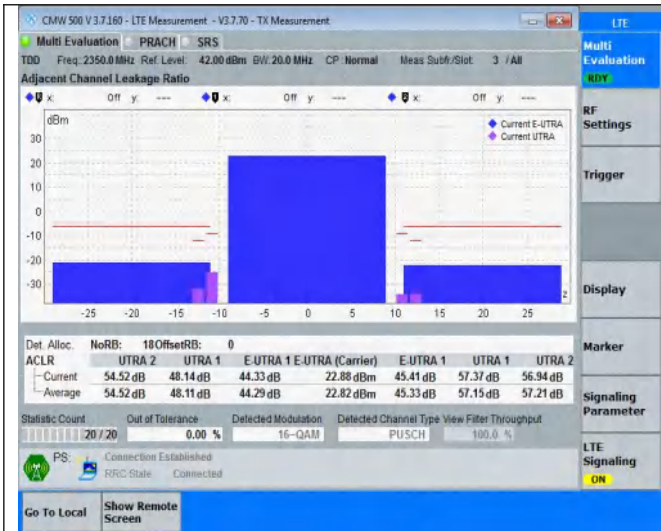 CMW 500 V 3.7.160 - LTE Measurement - V3.7.70 - TX Measurement
LTE
Multi Evaluation PRACH SRS
Multi Evaluation
RDY
TDD Freq.:2350.0 MHz Ref. Level: 42.00 dBm BW:20.0 MHz CP :Normal Meas Subfr./Slot: 3 /All
Adjacent Channel Leakage Ratio
x: Off y: --- x: Off y: --- x: Off y: ---
dBm
Current E-UTRA
Current UTRA
30
20
10
0
-10
-20
-30
-25 -20 -15 -10 -5 0 5 10 15 20 25
RF Settings
Trigger
Display
Marker
Signaling Parameter
LTE Signaling
ON
Det. Alloc. NoRB: 18 OffsetRB: 0
ACLR UTRA 2 UTRA 1 E-UTRA 1 E-UTRA (Carrier) E-UTRA 1 UTRA 1 UTRA 2
Current 54.52 dB 48.14 dB 44.33 dB 22.88 dBm 45.41 dB 57.37 dB 56.94 dB
Average 54.52 dB 48.11 dB 44.29 dB 22.82 dBm 45.33 dB 57.15 dB 57.21 dB
Statistic Count Out of Tolerance Detected Modulation Detected Channel Type View Filter Throughput
20 / 20 0.00 % 16-QAM PUSCH 100.0 %
PS: Connection Established
RRC State Connected
Go To Local
Show Remote Screen